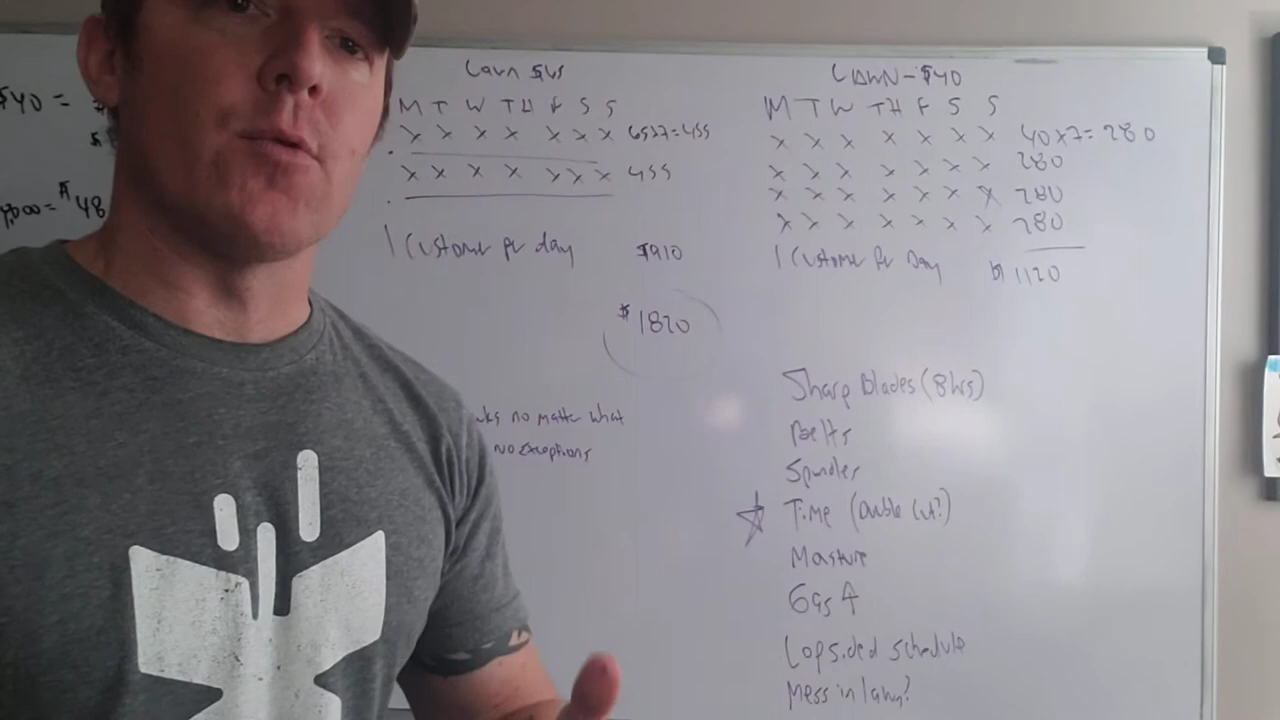 $40 =
48
Lawn $65
M T W TH F S S
x x x x x x x 65x7=455
x x x x x x x 455
1 Customer per day $910
$1820
no matter what
no exceptions
LAWN - $40
M T W TH F S S
x x x x x x x 40x7=280
x x x x x x x 280
x x x x x x x 280
x x x x x x x 280
1 Customer Per Day $1120
Sharp Blades (8hrs)
Belts
Spindles
Time (Double Cut?)
Moisture
Gas
Lopsided schedule
Mess in lawn?